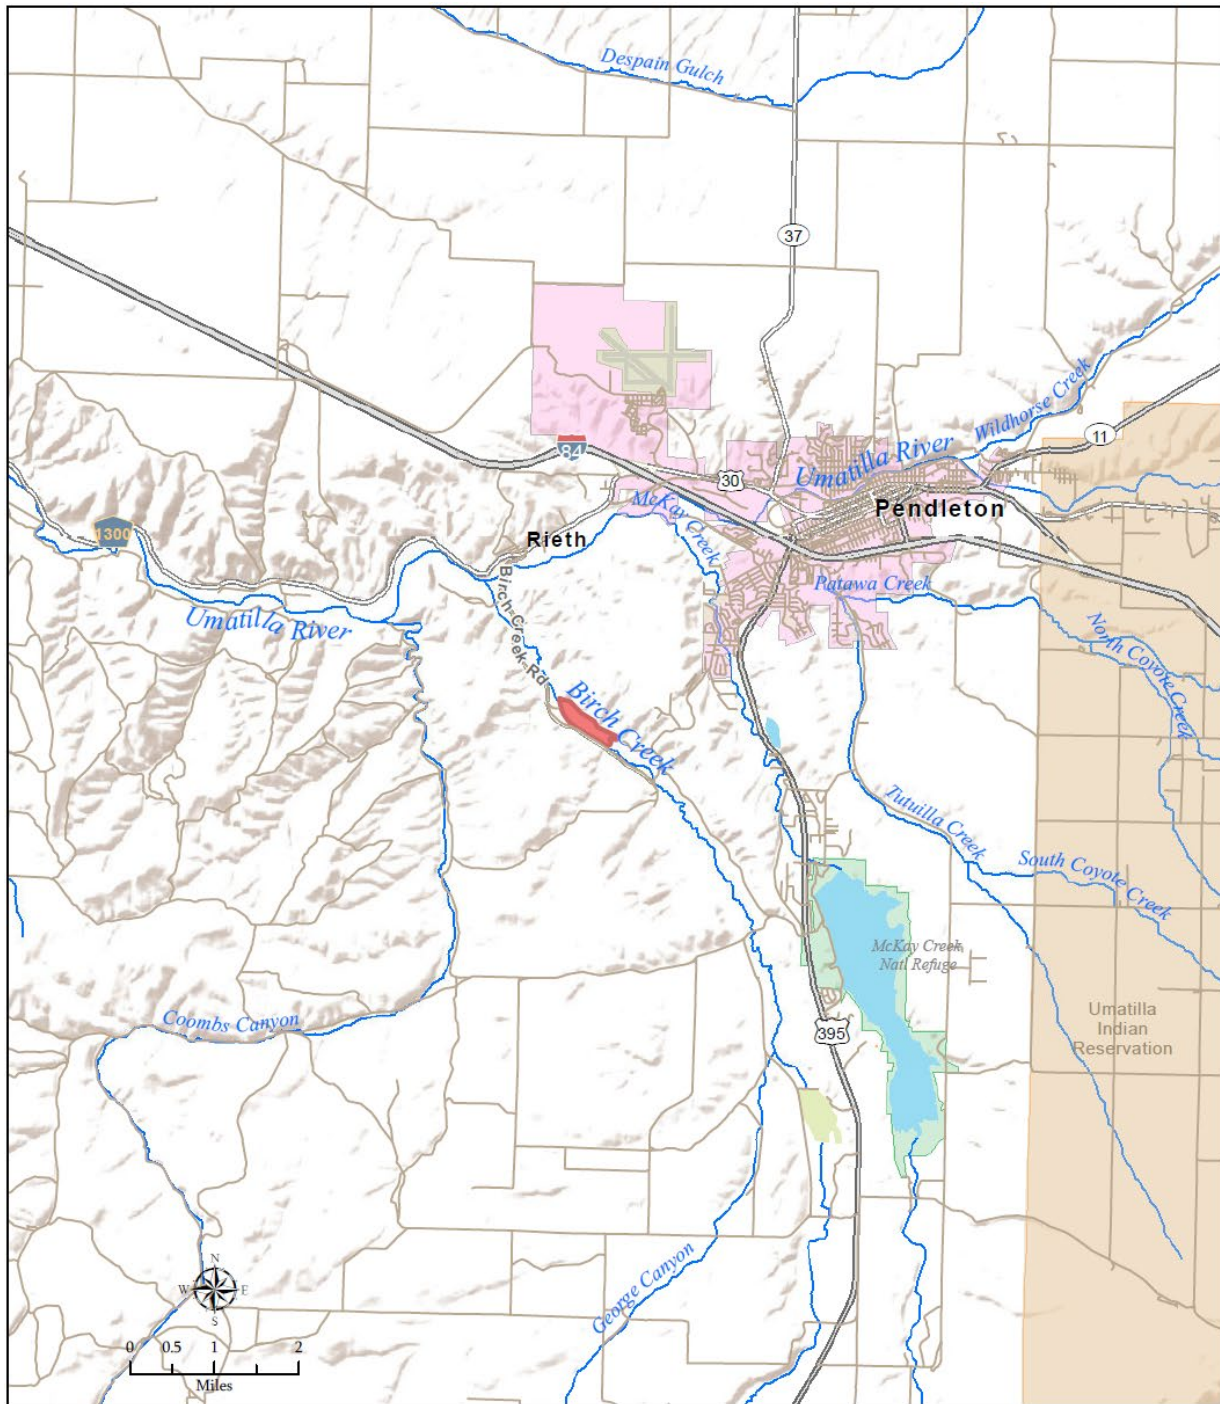 Despain Gulch
37
Wildhorse Creek
11
84
Umatilla River
30
McKay Creek
Pendleton
1300
Rieth
Birch-Creek-Rd
Patawa Creek
Umatilla River
North Coyote Creek
Birch Creek
Tutuilla Creek
South Coyote Creek
McKay Creek
Natl Refuge
Coombs Canyon
395
Umatilla
Indian
Reservation
George Canyon
N
W E
S
0 0.5 1 2
Miles